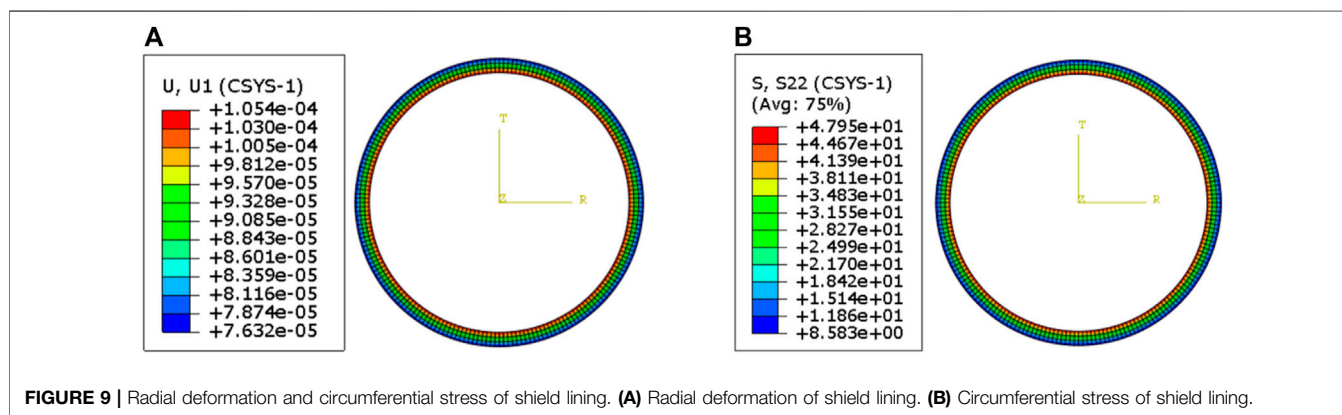 A
U, U1 (CSYS-1)
+1.054e-04
+1.030e-04
+1.005e-04
+9.812e-05
+9.570e-05
+9.328e-05
+9.085e-05
+8.843e-05
+8.601e-05
+8.359e-05
+8.116e-05
+7.874e-05
+7.632e-05
T
Z
R
B
S, S22 (CSYS-1)
(Avg: 75%)
+4.795e+01
+4.467e+01
+4.139e+01
+3.811e+01
+3.483e+01
+3.155e+01
+2.827e+01
+2.499e+01
+2.170e+01
+1.842e+01
+1.514e+01
+1.186e+01
+8.583e+00
T
Z
R
FIGURE 9 | Radial deformation and circumferential stress of shield lining. (A) Radial deformation of shield lining. (B) Circumferential stress of shield lining.